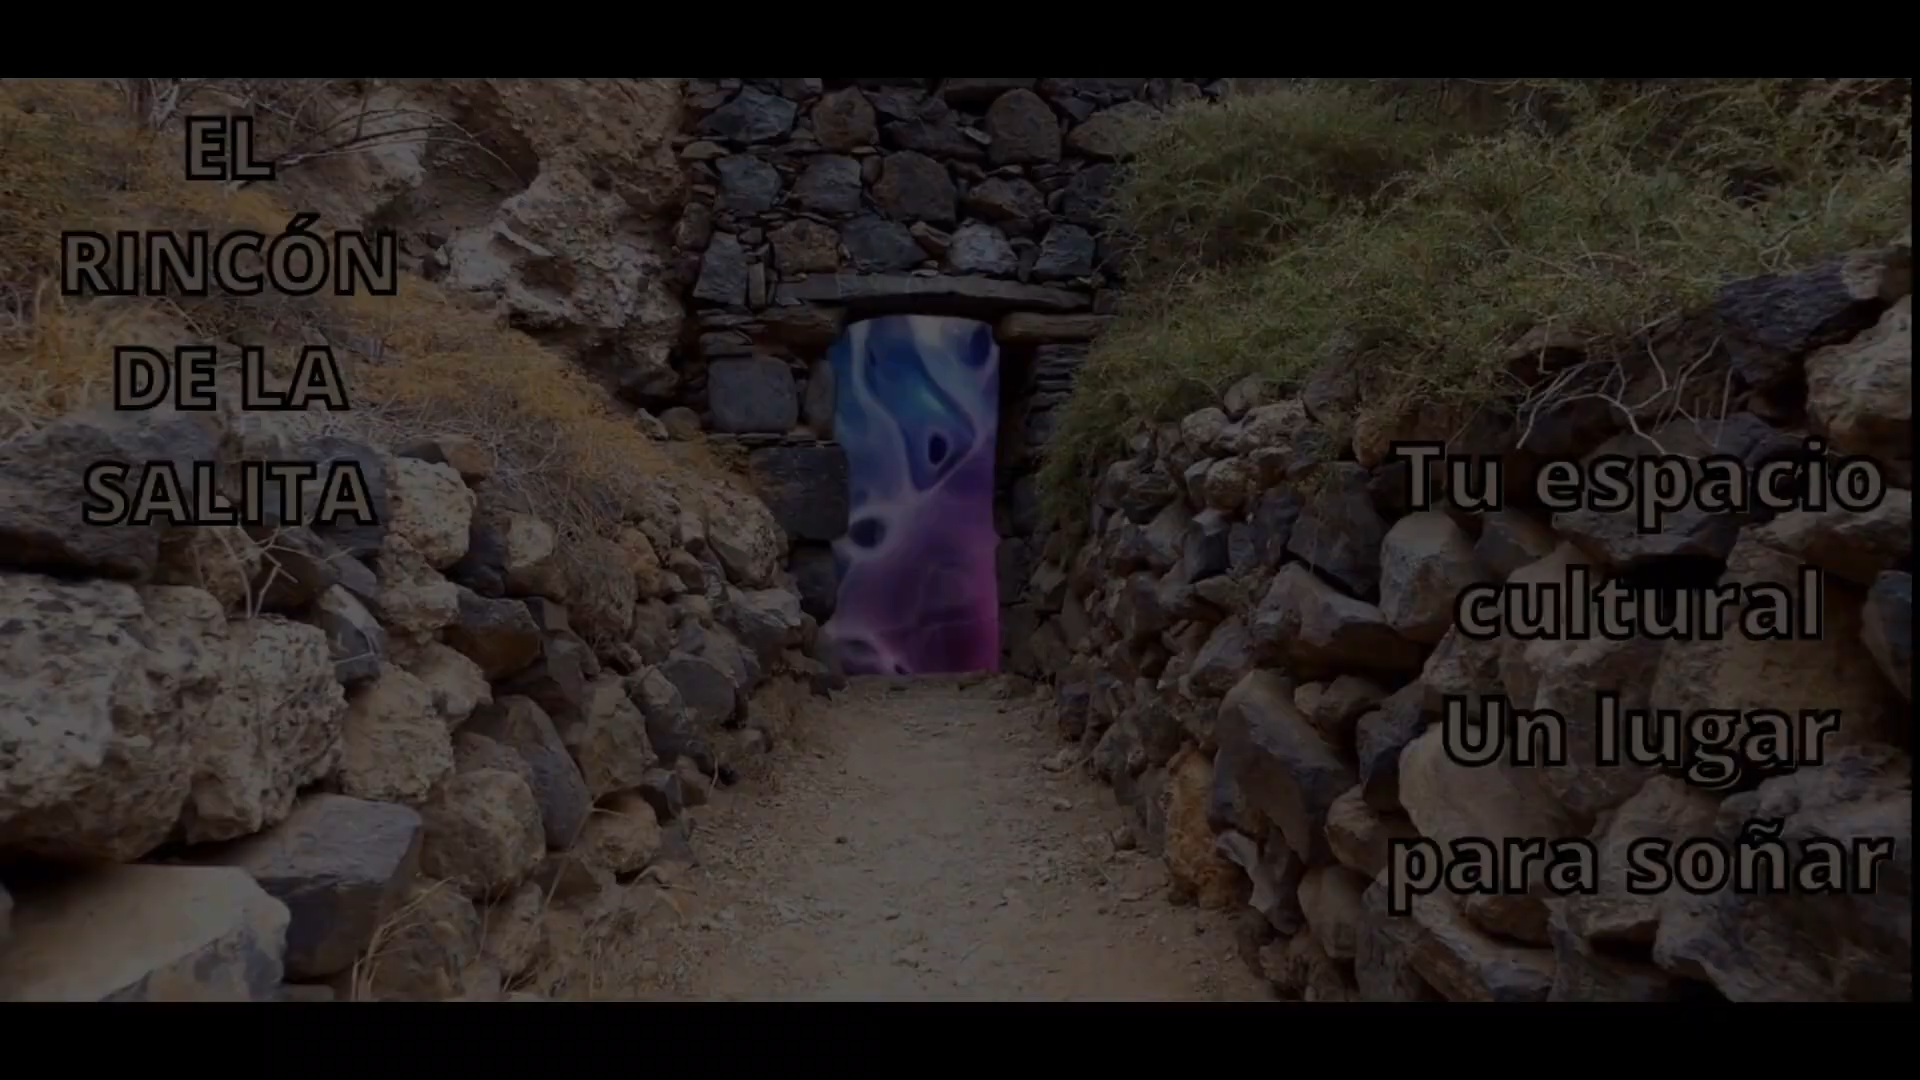 EL
RINCÓN
DE LA
SALITA
Tu espacio
cultural
Un lugar
para soñar